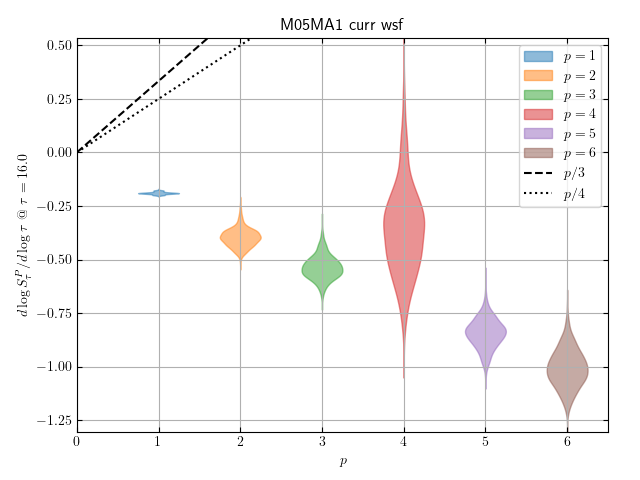 M05MA1 curr wsf
d log S_τ^P / d log τ @ τ = 16.0
0.50
0.25
0.00
−0.25
−0.50
−0.75
−1.00
−1.25
0 1 2 3 4 5 6
p
p = 1
p = 2
p = 3
p = 4
p = 5
p = 6
p/3
p/4